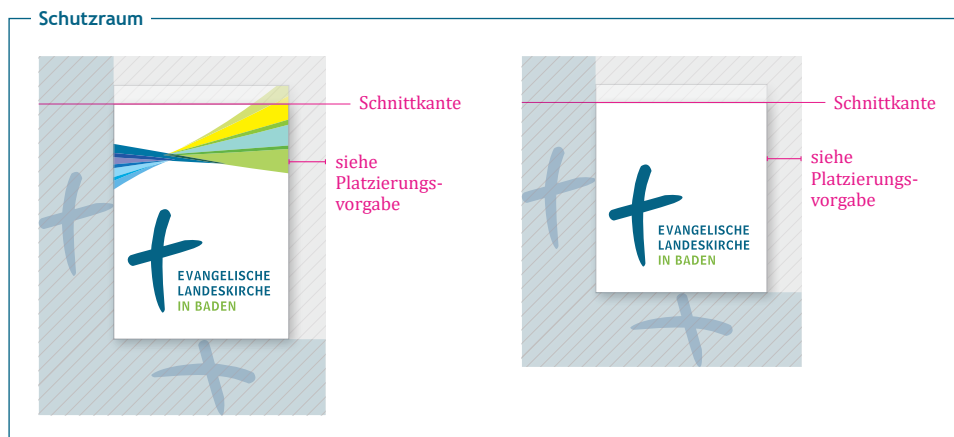 Schutzraum
Schnittkante
siehe
Platzierungs-
vorgabe
EVANGELISCHE
LANDESKIRCHE
IN BADEN
Schnittkante
siehe
Platzierungs-
vorgabe
EVANGELISCHE
LANDESKIRCHE
IN BADEN